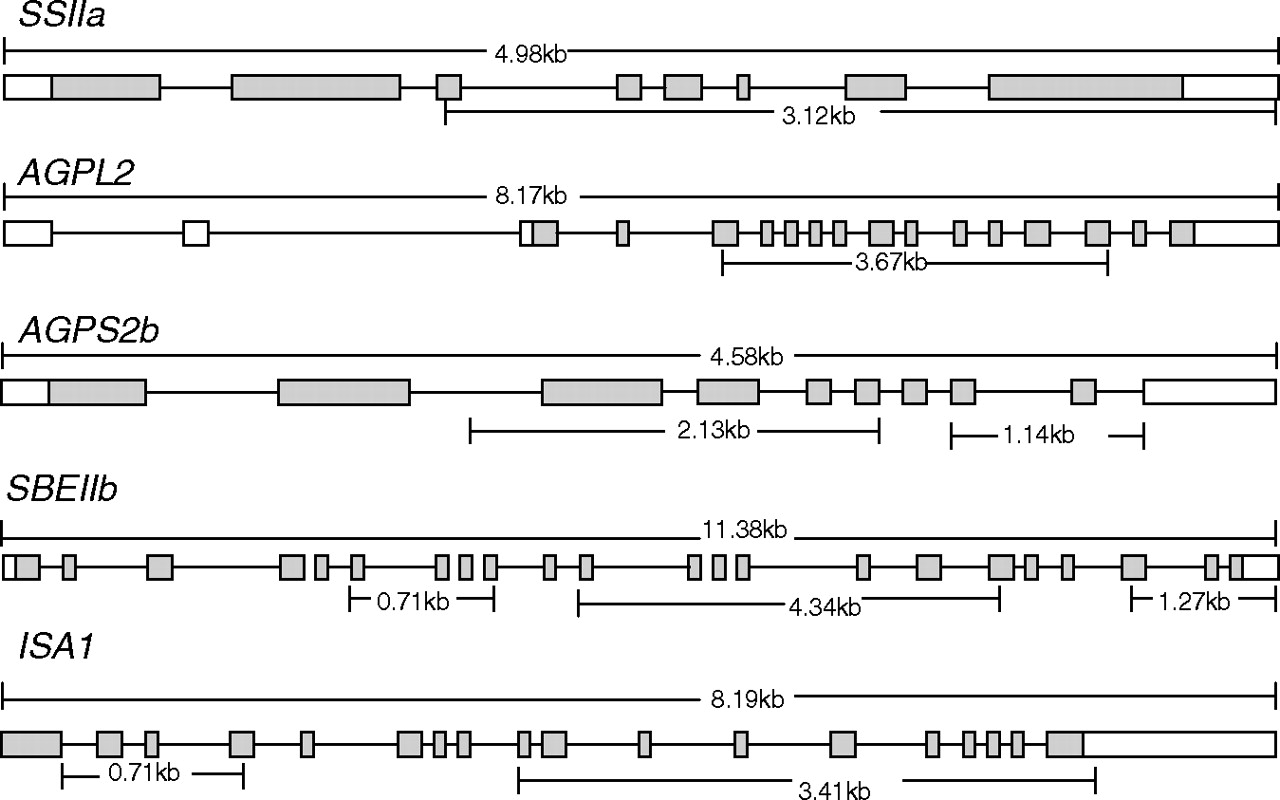 SSIIa
4.98kb
3.12kb
AGPL2
8.17kb
3.67kb
AGPS2b
4.58kb
2.13kb 1.14kb
SBEIIb
11.38kb
0.71kb 4.34kb 1.27kb
ISA1
8.19kb
0.71kb 3.41kb